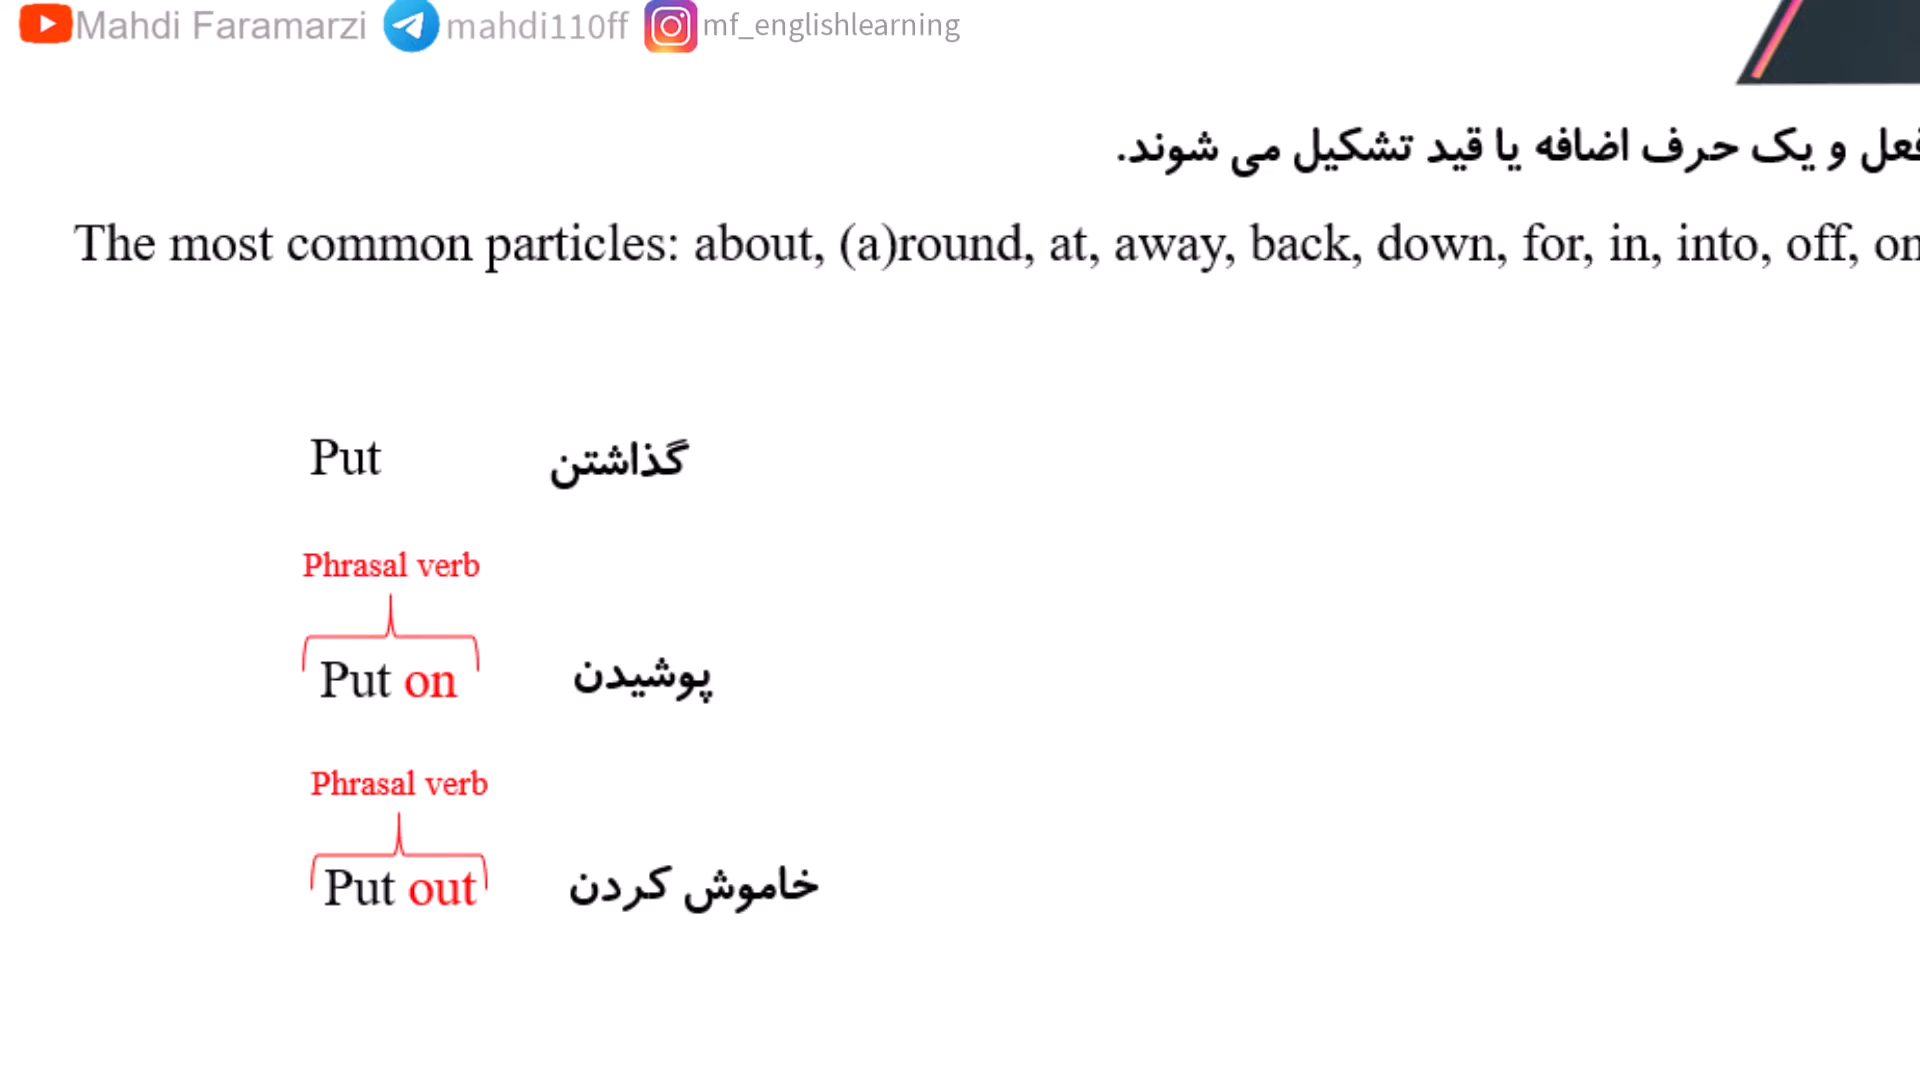 Mahdi Faramarzi mahdi110ff mf_englishlearning
و یک حرف اضافه یا قید تشکیل می شوند.
The most common particles: about, (a)round, at, away, back, down, for, in, into, off,
Put گذاشتن
Phrasal verb
Put on پوشیدن
Phrasal verb
Put out خاموش کردن